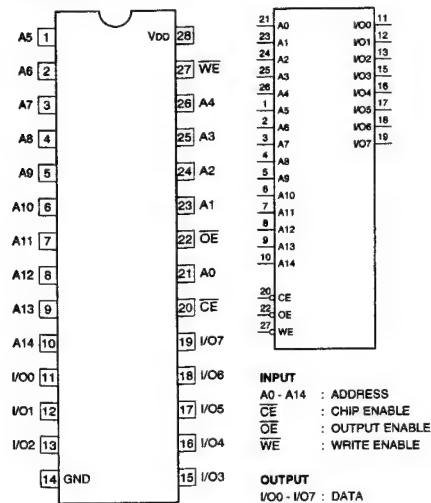 A5 1 VDD 28
A6 2 27 WE
A7 3 26 A4
A8 4 25 A3
A9 5 24 A2
A10 6 23 A1
A11 7 22 OE
A12 8 21 A0
A13 9 20 CE
A14 10 19 I/O7
I/O0 11 18 I/O6
I/O1 12 17 I/O5
I/O2 13 16 I/O4
14 GND 15 I/O3
21 A0 I/O0 11
23 A1 I/O1 12
24 A2 I/O2 13
25 A3 I/O3 15
26 A4 I/O4 16
1 A5 I/O5 17
2 A6 I/O6 18
3 A7 I/O7 19
4 A8
5 A9
6 A10
7 A11
8 A12
9 A13
10 A14
20 CE
22 OE
27 WE
INPUT
A0 - A14 : ADDRESS
CE : CHIP ENABLE
OE : OUTPUT ENABLE
WE : WRITE ENABLE
OUTPUT
I/O0 - I/O7 : DATA